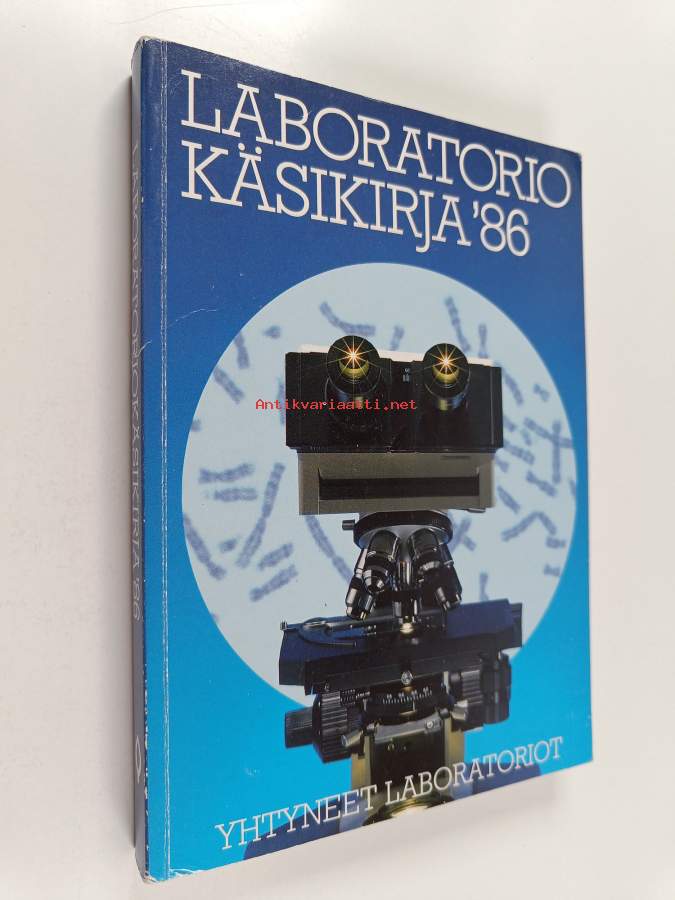 LABORATORIO
KÄSIKIRJA '86
Antikvariaatti.net
YHTYNEET LABORATORIOT
LABORATORIOKÄSIKIRJA '86